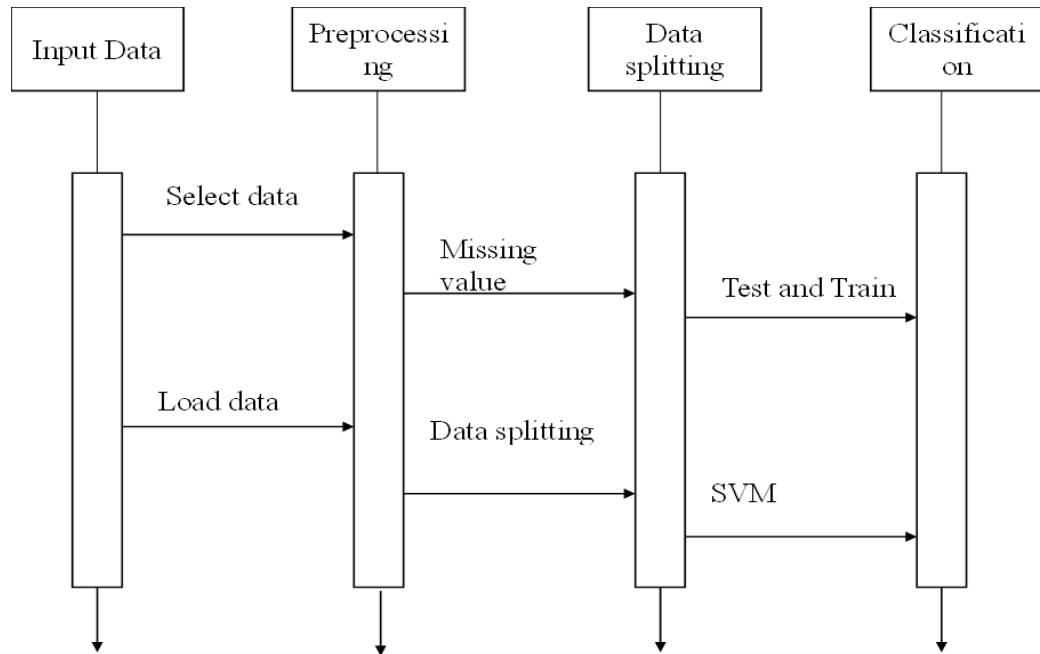 Input Data
Preprocessi
ng
Data
splitting
Classificati
on
Select data
Missing
value
Test and Train
Load data
Data splitting
SVM